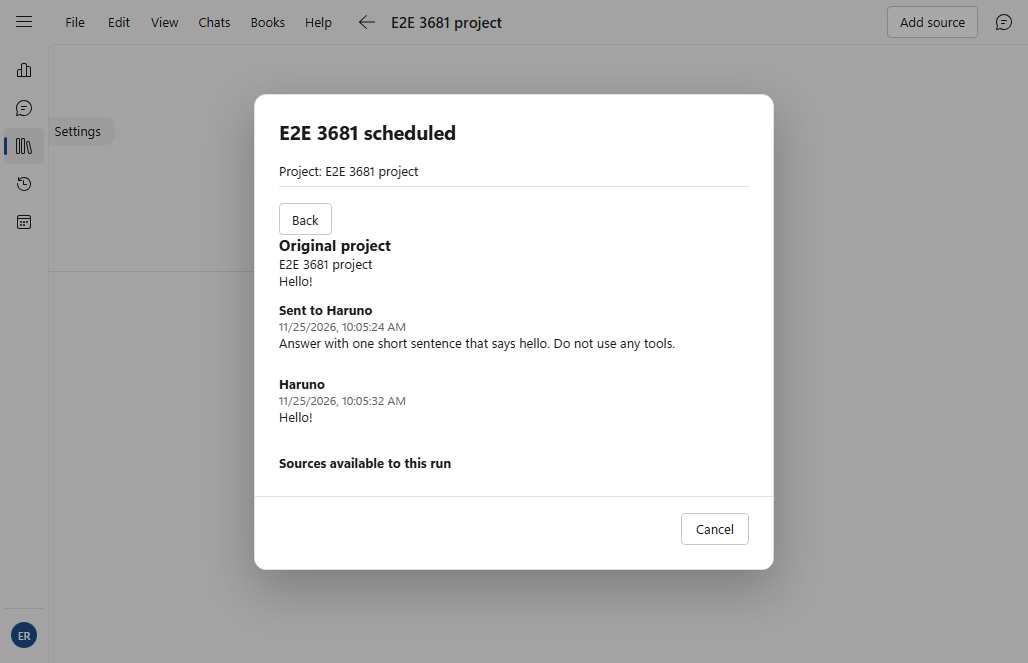 File Edit View Chats Books Help E2E 3681 project Add source
Settings
E2E 3681 scheduled
Project: E2E 3681 project
Back
Original project
E2E 3681 project
Hello!
Sent to Haruno
11/25/2026, 10:05:24 AM
Answer with one short sentence that says hello. Do not use any tools.
Haruno
11/25/2026, 10:05:32 AM
Hello!
Sources available to this run
Cancel
ER